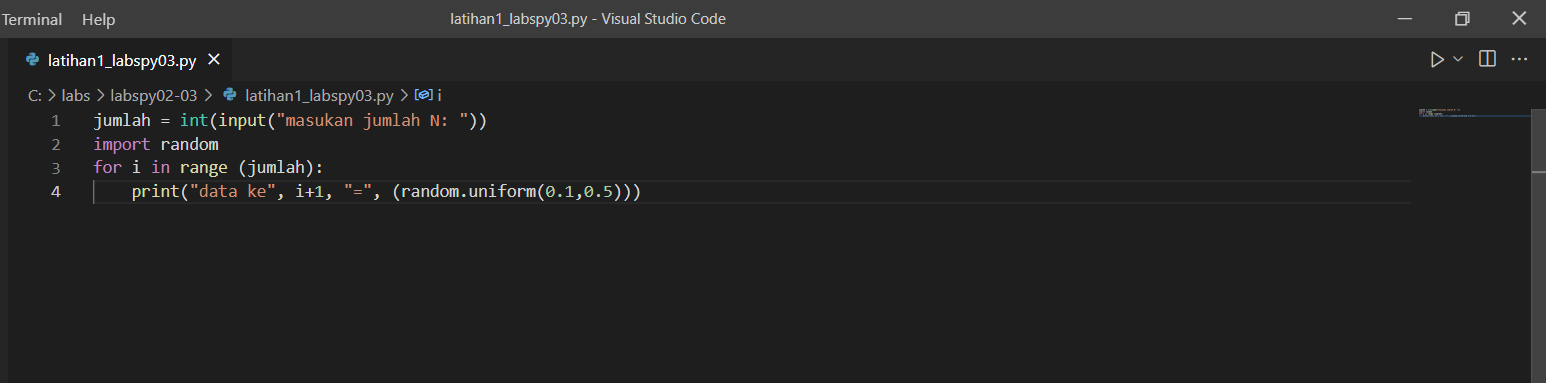 Terminal Help latihan1_labspy03.py - Visual Studio Code
latihan1_labspy03.py
C: > labs > labspy02-03 > latihan1_labspy03.py > i
1 jumlah = int(input("masukan jumlah N: "))
2 import random
3 for i in range (jumlah):
4 print("data ke", i+1, "=", (random.uniform(0.1,0.5)))